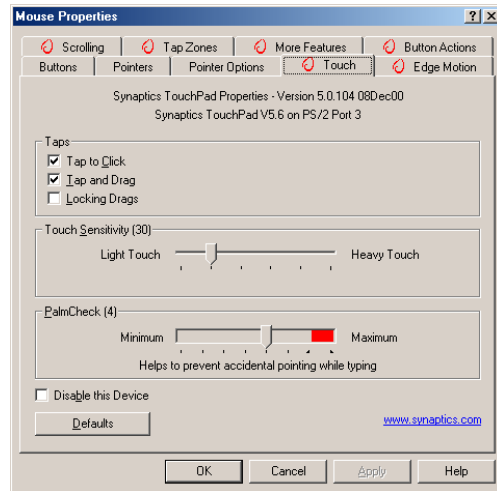 Mouse Properties
Scrolling Tap Zones More Features Button Actions
Buttons Pointers Pointer Options Touch Edge Motion
Synaptics TouchPad Properties - Version 5.0.104 08Dec00
Synaptics TouchPad V5.6 on PS/2 Port 3
Taps
Tap to Click
Tap and Drag
Locking Drags
Touch Sensitivity (30)
Light Touch Heavy Touch
PalmCheck (4)
Minimum Maximum
Helps to prevent accidental pointing while typing
Disable this Device
Defaults www.synaptics.com
OK Cancel Apply Help